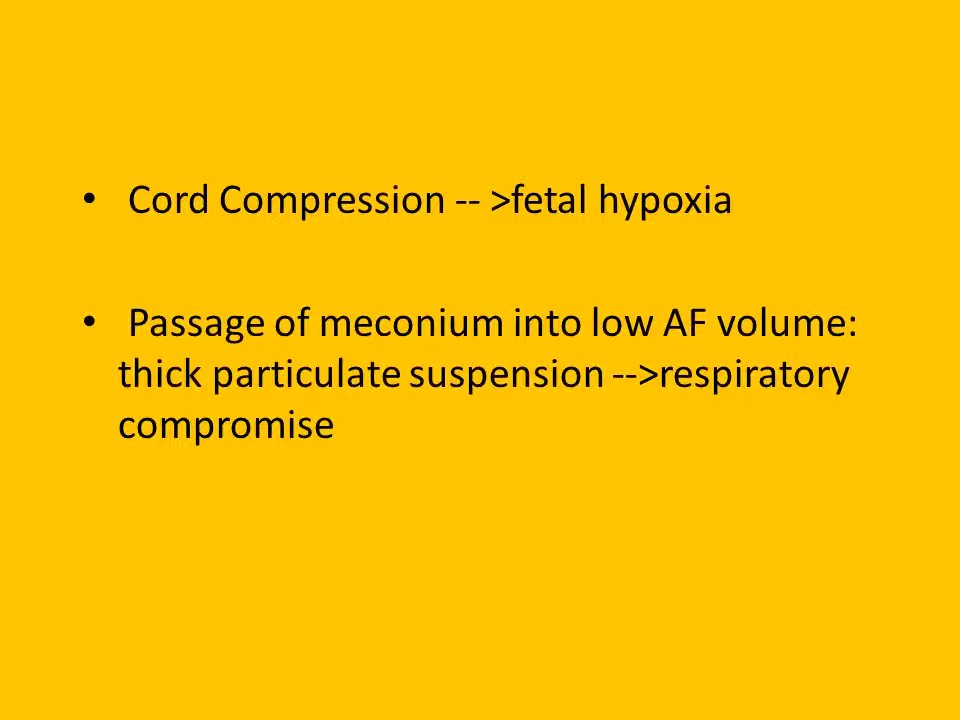 • Cord Compression -- >fetal hypoxia
• Passage of meconium into low AF volume:
thick particulate suspension -->respiratory
compromise